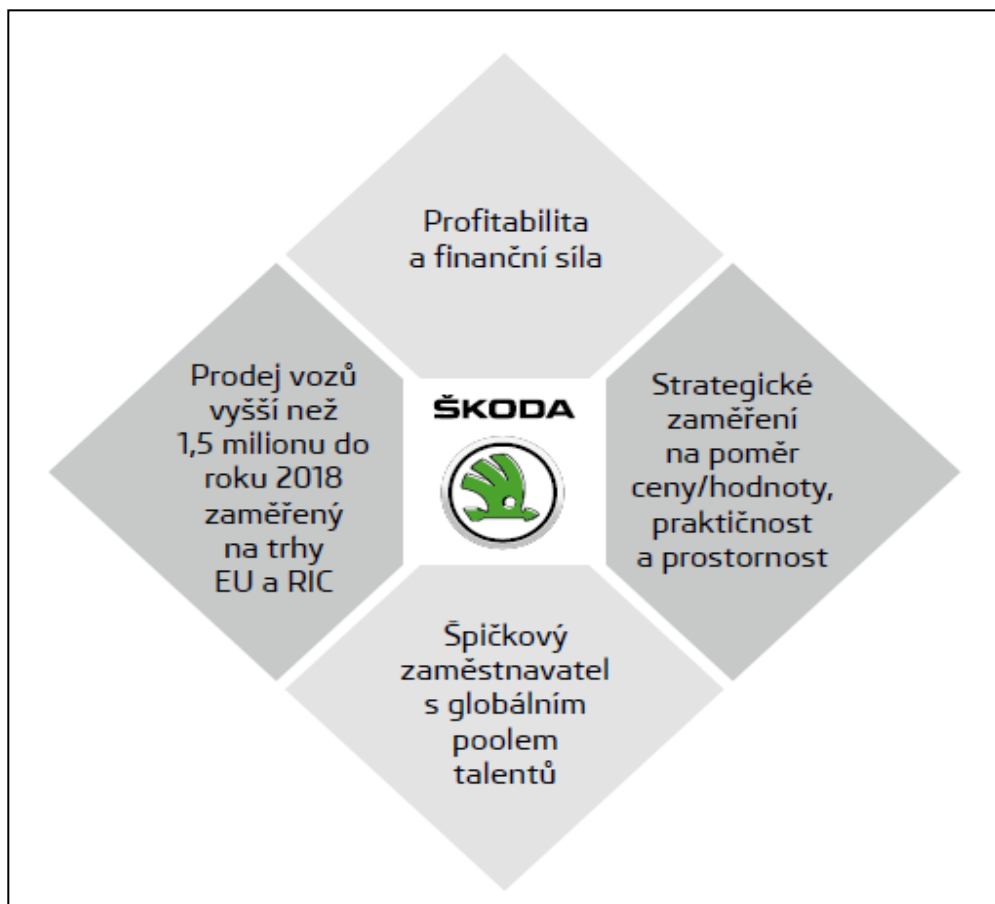 Profitabilita
a finanční síla
Prodej vozů
vyšší než
1,5 milionu do
roku 2018
zaměřený
na trhy
EU a RIC
ŠKODA
Strategické
zaměření
na poměr
ceny/hodnoty,
praktičnost
a prostornost
Špičkový
zaměstnavatel
s globálním
poolem
talentů